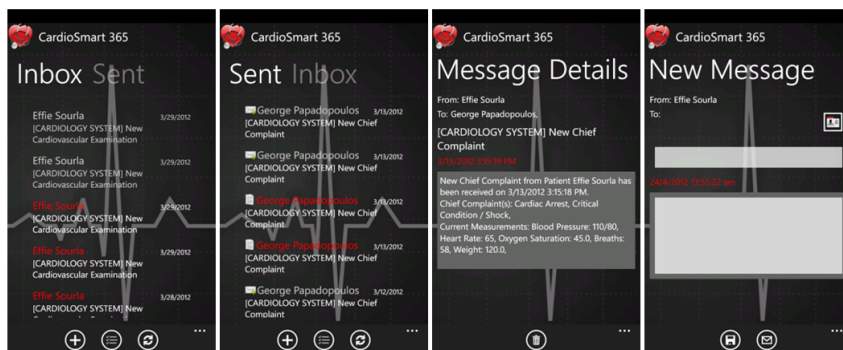 CardioSmart 365
Inbox Sent
Effie Sourla 3/29/2012
[CARDIOLOGY SYSTEM] New
Cardiovascular Examination
Effie Sourla 3/29/2012
[CARDIOLOGY SYSTEM] New
Cardiovascular Examination
Effie Sourla 3/29/2012
[CARDIOLOGY SYSTEM] New
Cardiovascular Examination
Effie Sourla 3/29/2012
[CARDIOLOGY SYSTEM] New
Cardiovascular Examination
Effie Sourla 3/28/2012
[CARDIOLOGY SYSTEM] New
CardioSmart 365
Sent Inbox
George Papadopoulos 3/13/2012
[CARDIOLOGY SYSTEM] New Chief
Complaint
George Papadopoulos 3/13/2012
[CARDIOLOGY SYSTEM] New Chief
Complaint
George Papadopoulos 3/13/2012
[CARDIOLOGY SYSTEM] New Chief
Complaint
George Papadopoulos 3/13/2012
[CARDIOLOGY SYSTEM] New Chief
Complaint
George Papadopoulos 3/12/2012
[CARDIOLOGY SYSTEM] New Chief
Complaint
CardioSmart 365
Message Details
From: Effie Sourla
To: George Papadopoulos,
[CARDIOLOGY SYSTEM] New Chief
Complaint
3/13/2012 3:15:19 PM
New Chief Complaint from Patient Effie Sourla has
been received on 3/13/2012 3:15:18 PM.
Chief Complaint(s): Cardiac Arrest, Critical
Condition / Shock,
Current Measurements: Blood Pressure: 110/80,
Heart Rate: 65, Oxygen Saturation: 45.0, Breaths:
58, Weight: 120.0,
CardioSmart 365
New Message
From: Effie Sourla
To:
24/4/2012 11:55:22 am